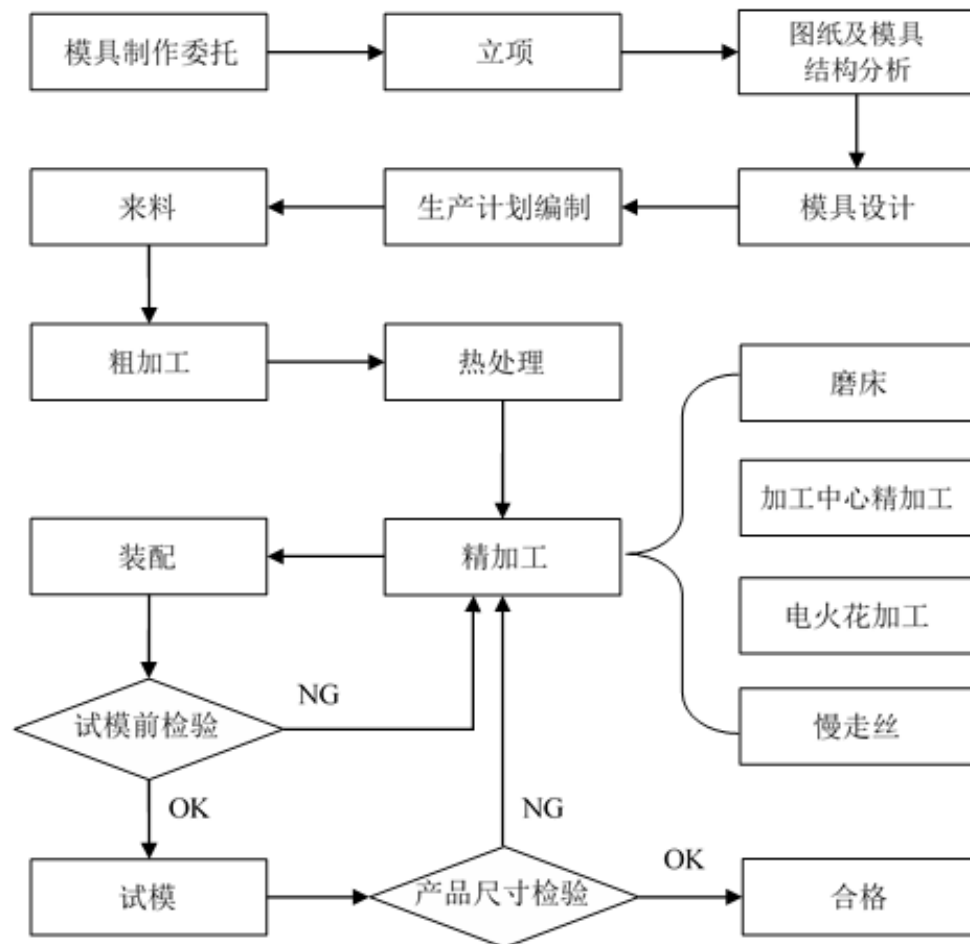 模具制作委托
立项
图纸及模具
结构分析
来料
生产计划编制
模具设计
粗加工
热处理
磨床
加工中心精加工
装配
精加工
电火花加工
试模前检验
NG
慢走丝
OK
NG
试模
产品尺寸检验
OK
合格